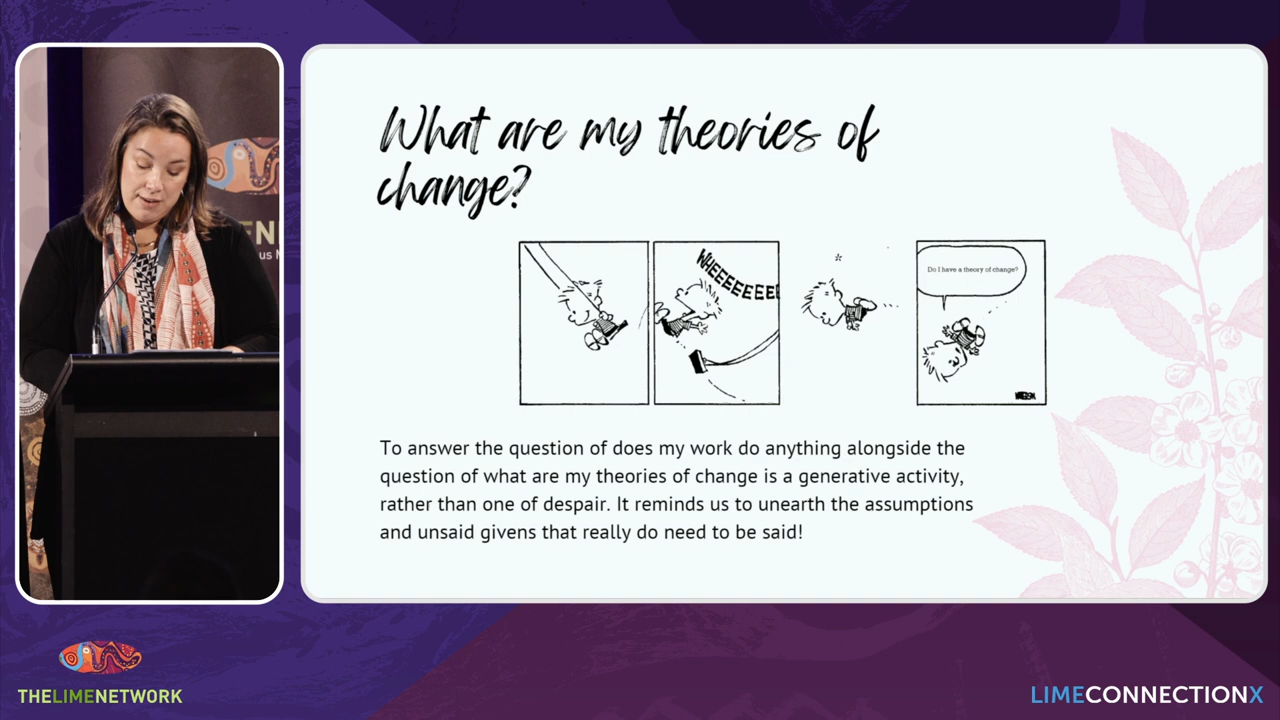 What are my theories of
change?
WHEEEEEEEE
Do I have a theory of change?
To answer the question of does my work do anything alongside the
question of what are my theories of change is a generative activity,
rather than one of despair. It reminds us to unearth the assumptions
and unsaid givens that really do need to be said!
THELIMENETWORK
LIMECONNECTIONX